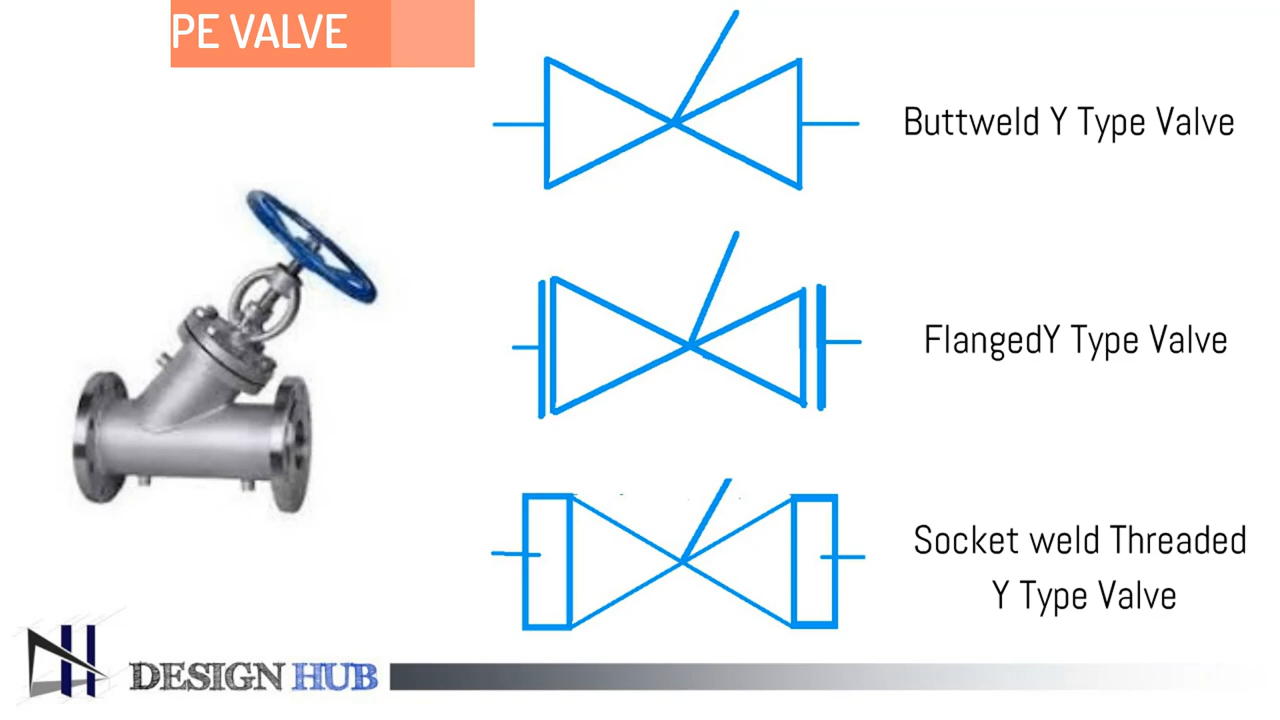 PE VALVE
Buttweld Y Type Valve
FlangedY Type Valve
Socket weld Threaded
Y Type Valve
DESIGN HUB